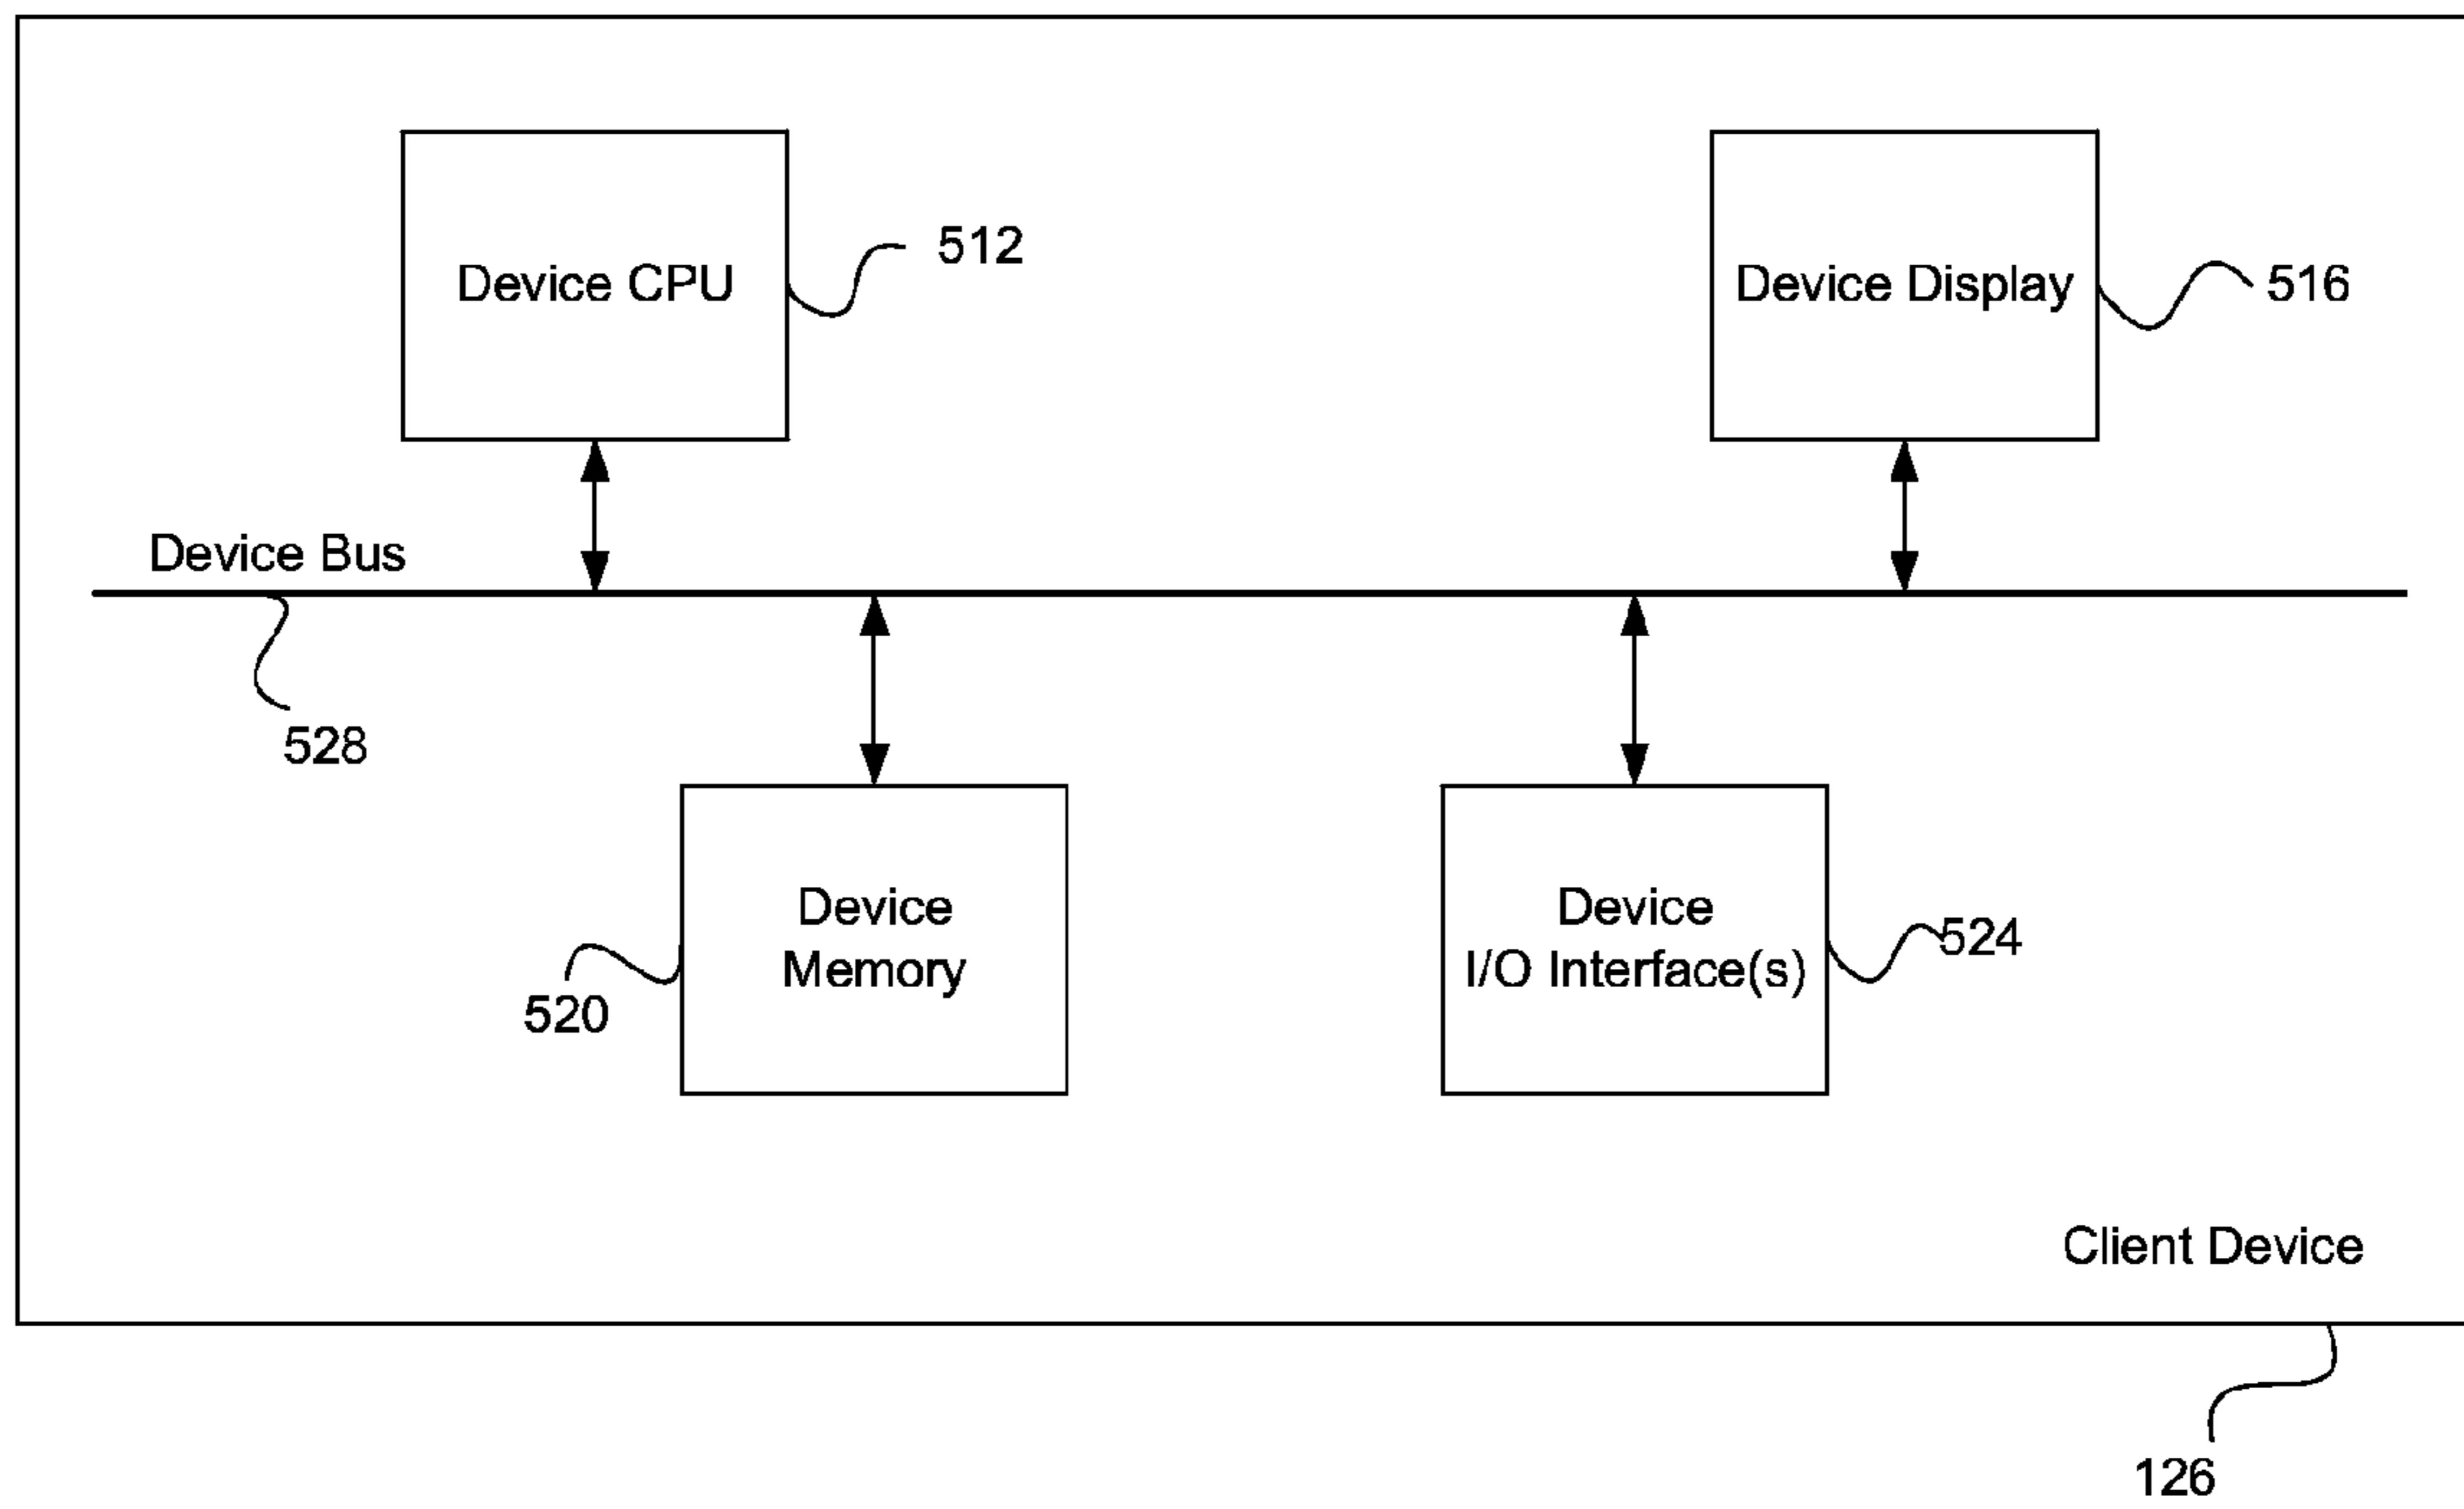 Device CPU
512
Device Display
516
Device Bus
528
Device
Memory
520
Device
I/O Interface(s)
524
Client Device
126